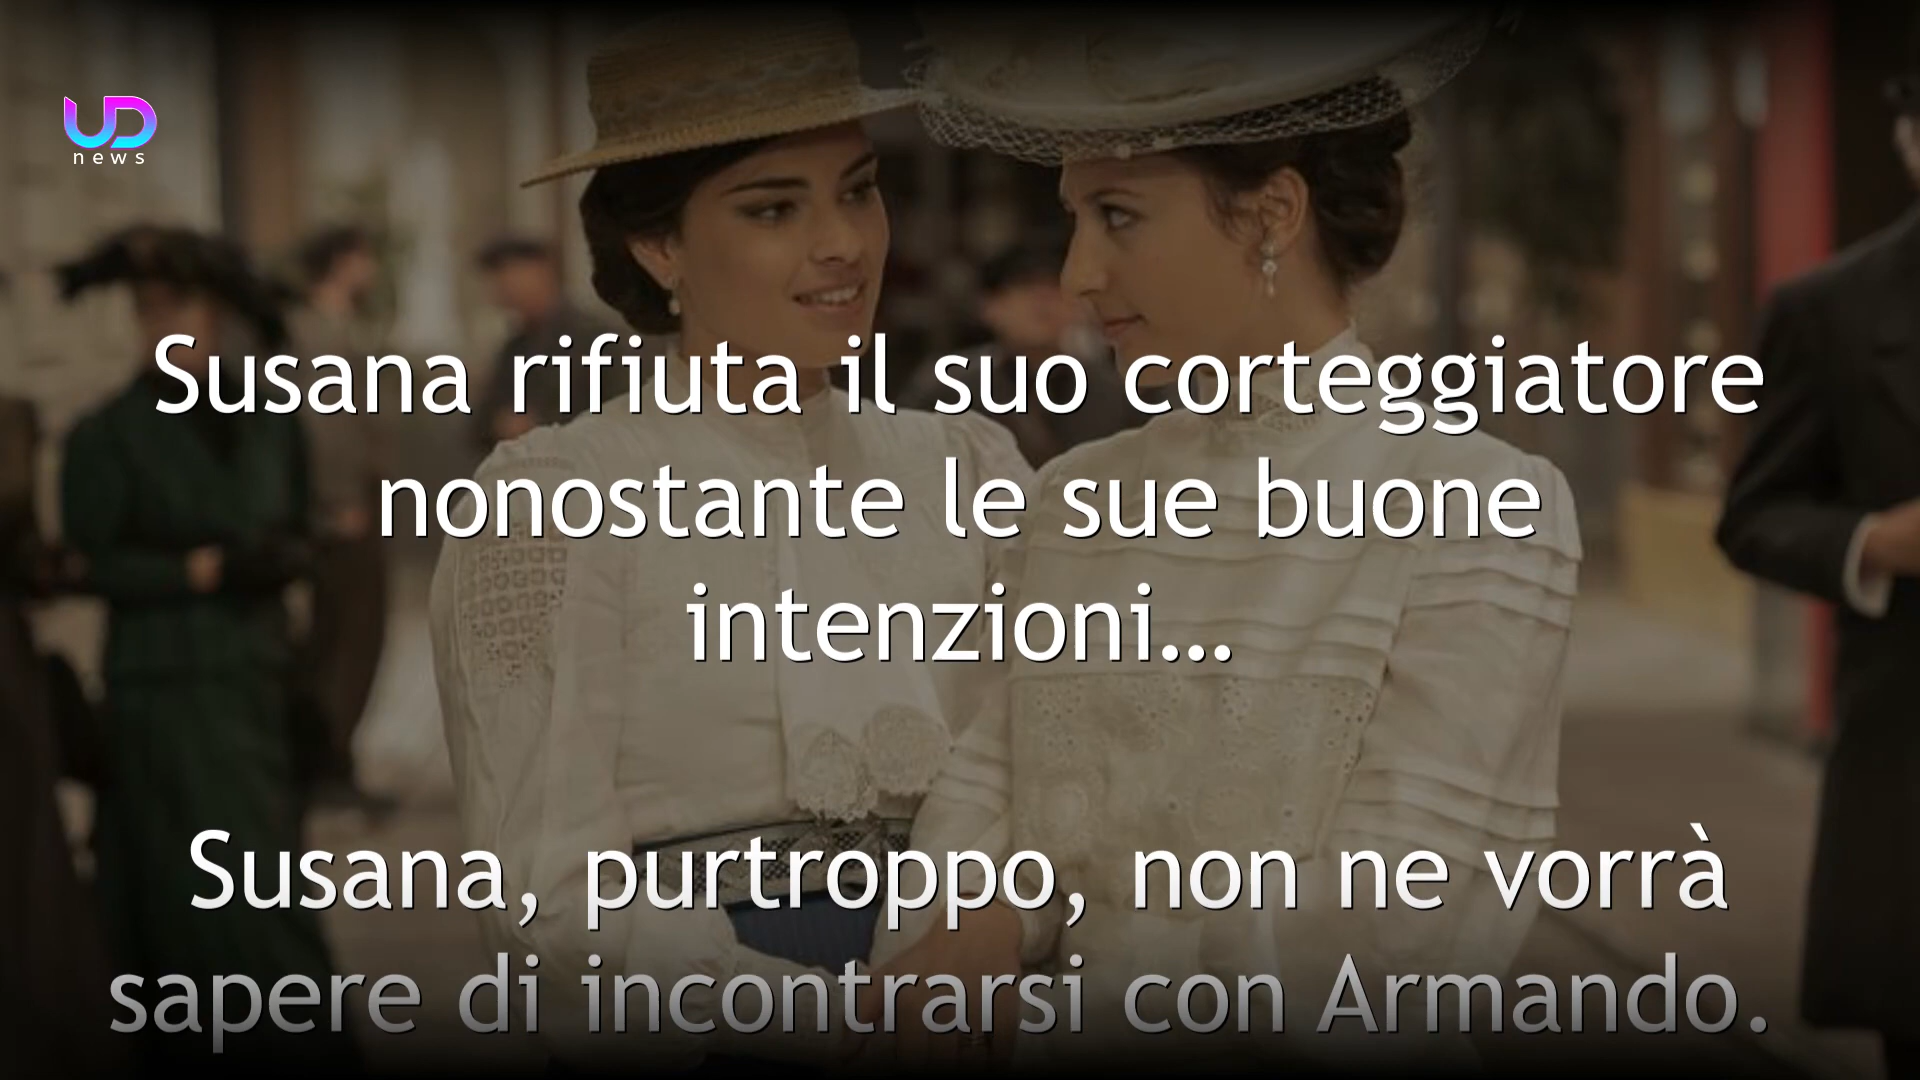 UD
news
Susana rifiuta il suo corteggiatore
nonostante le sue buone
intenzioni...
Susana, purtroppo, non ne vorrà
sapere di incontrarsi con Armando.